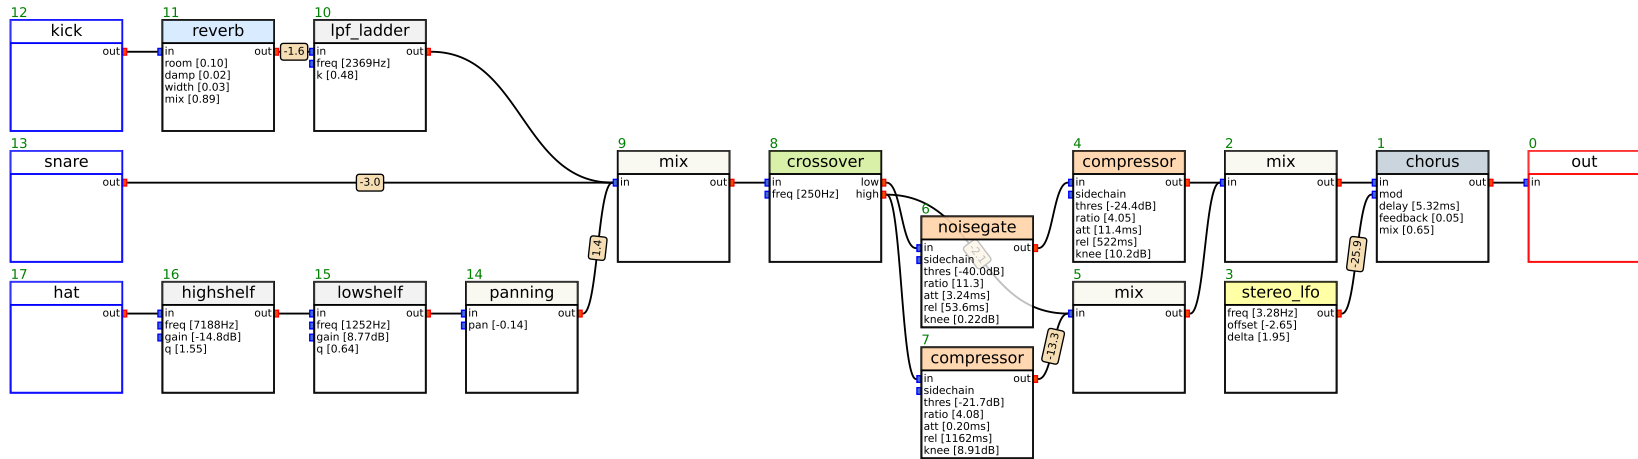 12
kick
out
11
reverb
in out
room [0.10]
damp [0.02]
width [0.03]
mix [0.89]
-1.6
10
lpf_ladder
in out
freq [2369Hz]
k [0.48]
13
snare
out
-3.0
17
hat
out
16
highshelf
in out
freq [7188Hz]
gain [-14.8dB]
q [1.55]
15
lowshelf
in out
freq [1252Hz]
gain [8.77dB]
q [0.64]
14
panning
in out
pan [-0.14]
1.4
9
mix
in out
8
crossover
in low
freq [250Hz] high
6
noisegate
in out
sidechain
thres [-40.0dB]
ratio [11.3]
att [3.24ms]
rel [53.6ms]
knee [0.22dB]
-2.1
7
compressor
in out
sidechain
thres [-21.7dB]
ratio [4.08]
att [0.20ms]
rel [1162ms]
knee [8.91dB]
-13.3
4
compressor
in out
sidechain
thres [-24.4dB]
ratio [4.05]
att [11.4ms]
rel [522ms]
knee [10.2dB]
5
mix
in out
2
mix
in out
3
stereo_lfo
freq [3.28Hz] out
offset [-2.65]
delta [1.95]
-25.9
1
chorus
in out
mod
delay [5.32ms]
feedback [0.05]
mix [0.65]
0
out
in